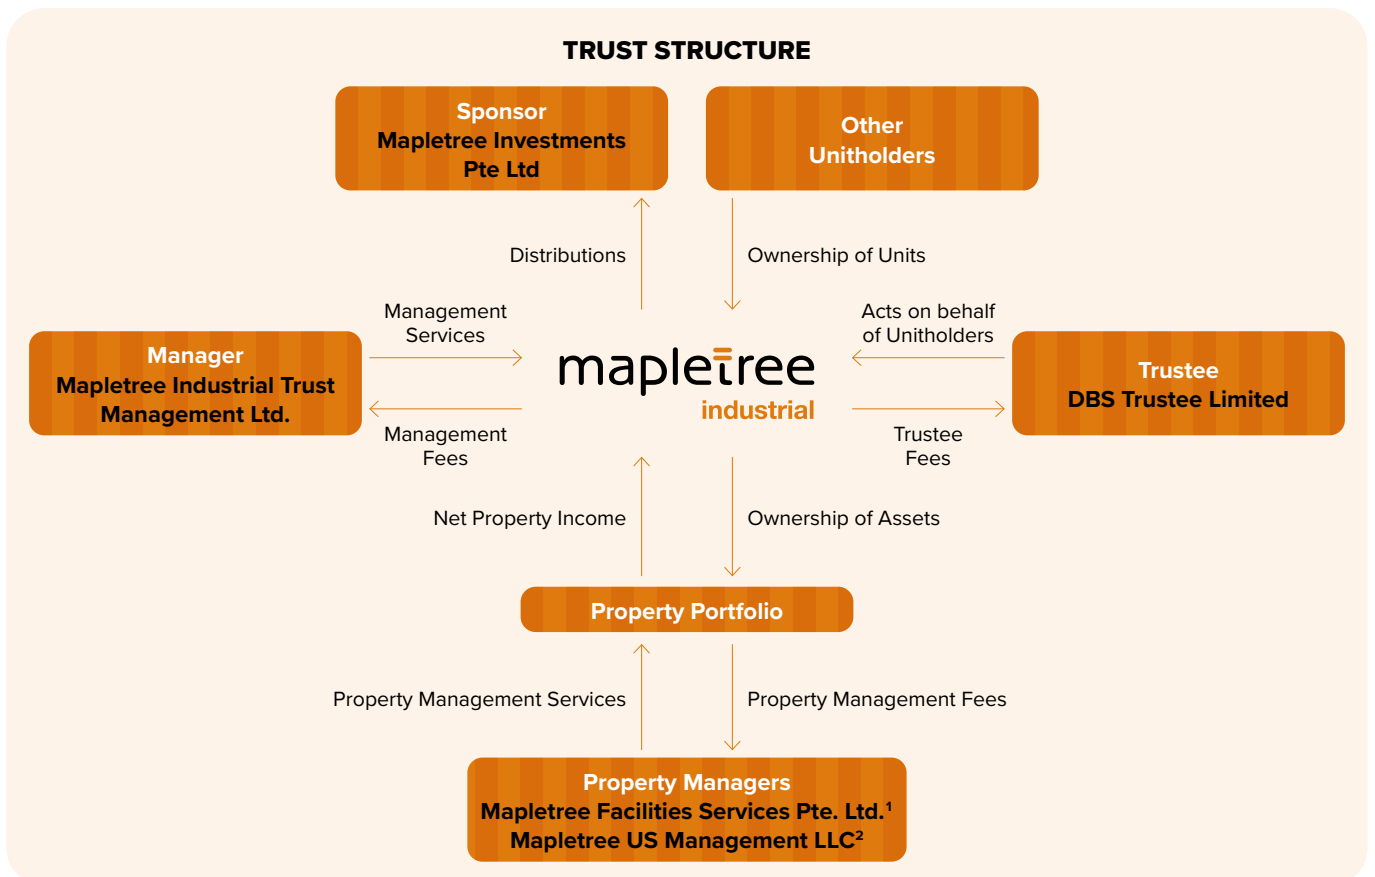 TRUST STRUCTURE
Sponsor
Mapletree Investments
Pte Ltd
Other
Unitholders
Distributions
Ownership of Units
Management
Services
Acts on behalf
of Unitholders
Manager
Mapletree Industrial Trust
Management Ltd.
mapletree
industrial
Trustee
DBS Trustee Limited
Management
Fees
Trustee
Fees
Net Property Income
Ownership of Assets
Property Portfolio
Property Management Services
Property Management Fees
Property Managers
Mapletree Facilities Services Pte. Ltd.¹
Mapletree US Management LLC²